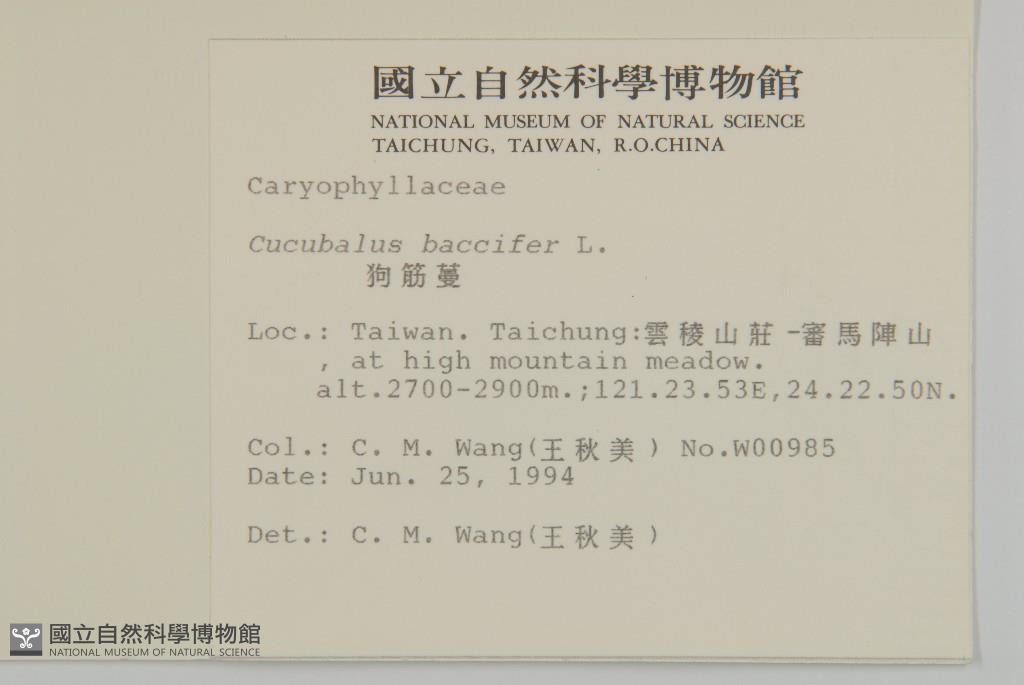 國立自然科學博物館
NATIONAL MUSEUM OF NATURAL SCIENCE
TAICHUNG, TAIWAN, R.O.CHINA
Caryophyllaceae
Cucubalus baccifer L.
狗筋蔓
Loc.: Taiwan. Taichung:雲稜山莊-審馬陣山
, at high mountain meadow.
alt.2700-2900m.;121.23.53E,24.22.50N.
Col.: C. M. Wang(王秋美) No.W00985
Date: Jun. 25, 1994
Det.: C. M. Wang(王秋美)
國立自然科學博物館
NATIONAL MUSEUM OF NATURAL SCIENCE